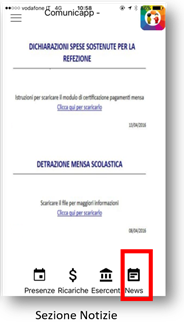 vodafone IT 4G 10:58
Comunicapp -
DICHIARAZIONI SPESE SOSTENUTE PER LA
REFEZIONE
Istruzioni per scaricare il modulo di certificazione pagamenti mensa
Clicca qui per scaricarlo
13/04/2016
DETRAZIONE MENSA SCOLASTICA
Scaricare il file per maggiori informazioni
Clicca qui per scaricarlo
08/04/2016
Presenze Ricariche Esercent News
Sezione Notizie